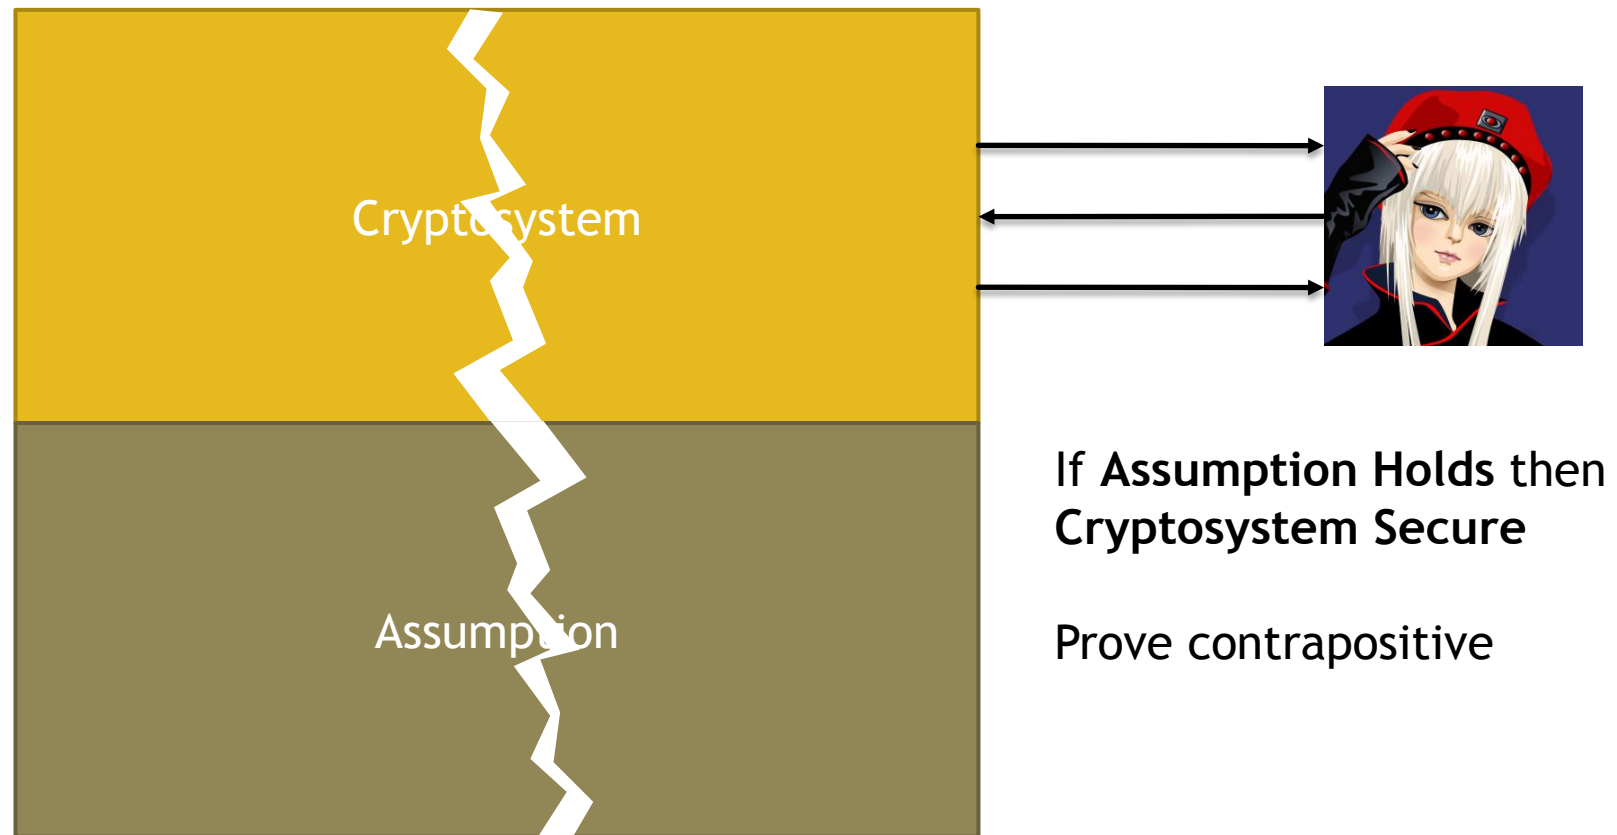 Cryptosystem
Assumption
If Assumption Holds then
Cryptosystem Secure
Prove contrapositive